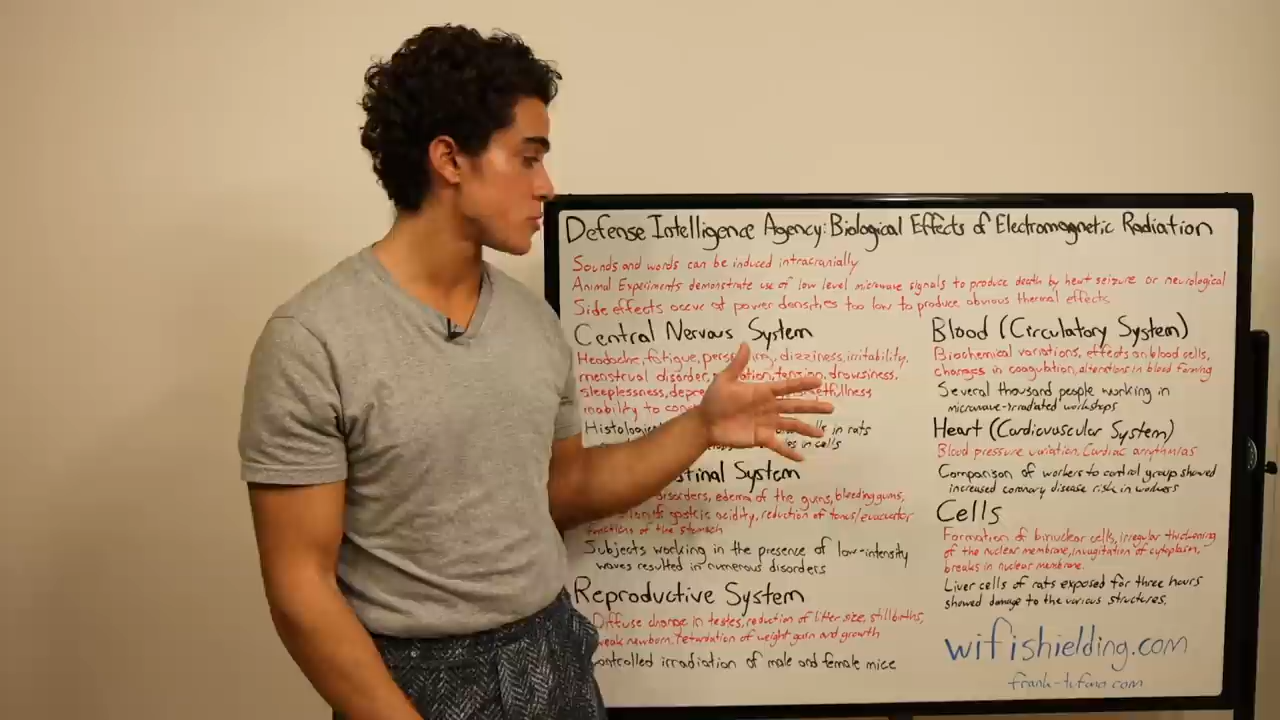 Defense Intelligence Agency: Biological Effects of Electromagnetic Radiation
Sounds and words can be induced intracranially
Animal Experiments demonstrate use of low level microwave signals to produce death by heart seizure or neurological
Side effects occur at power densities too low to produce obvious thermal effects
Central Nervous System
Headache, fatigue, dizziness, irritability,
menstrual disorder, tension, drowsiness,
sleeplessness,
inability to
in rats
in cells
System
edema of the gums, bleeding gums,
gastric acidity, reduction of tonus/evacuator
functions of the stomach
Subjects working in the presence of low-intensity
waves resulted in numerous disorders
Reproductive System
Diffuse change in testes, reduction of litter size, stillbirths,
weak newborn, retardation of weight gain and growth
irradiation of male and female mice
Blood (Circulatory System)
Biochemical variations, effects on blood cells,
changes in coagulation, alterations in blood forming
Several thousand people working in
microwave-irradiated workshops
Heart (Cardiovascular System)
Blood pressure variation, Cardiac arrythmias
Comparison of workers to control group showed
increased coronary disease risk in workers
Cells
Formation of binuclear cells, irregular thickening
of the nuclear membrane, invagitation of cytoplasm,
breaks in nuclear membrane.
Liver cells of rats exposed for three hours
showed damage to the various structures.
wifishielding.com
frank-tufano.com